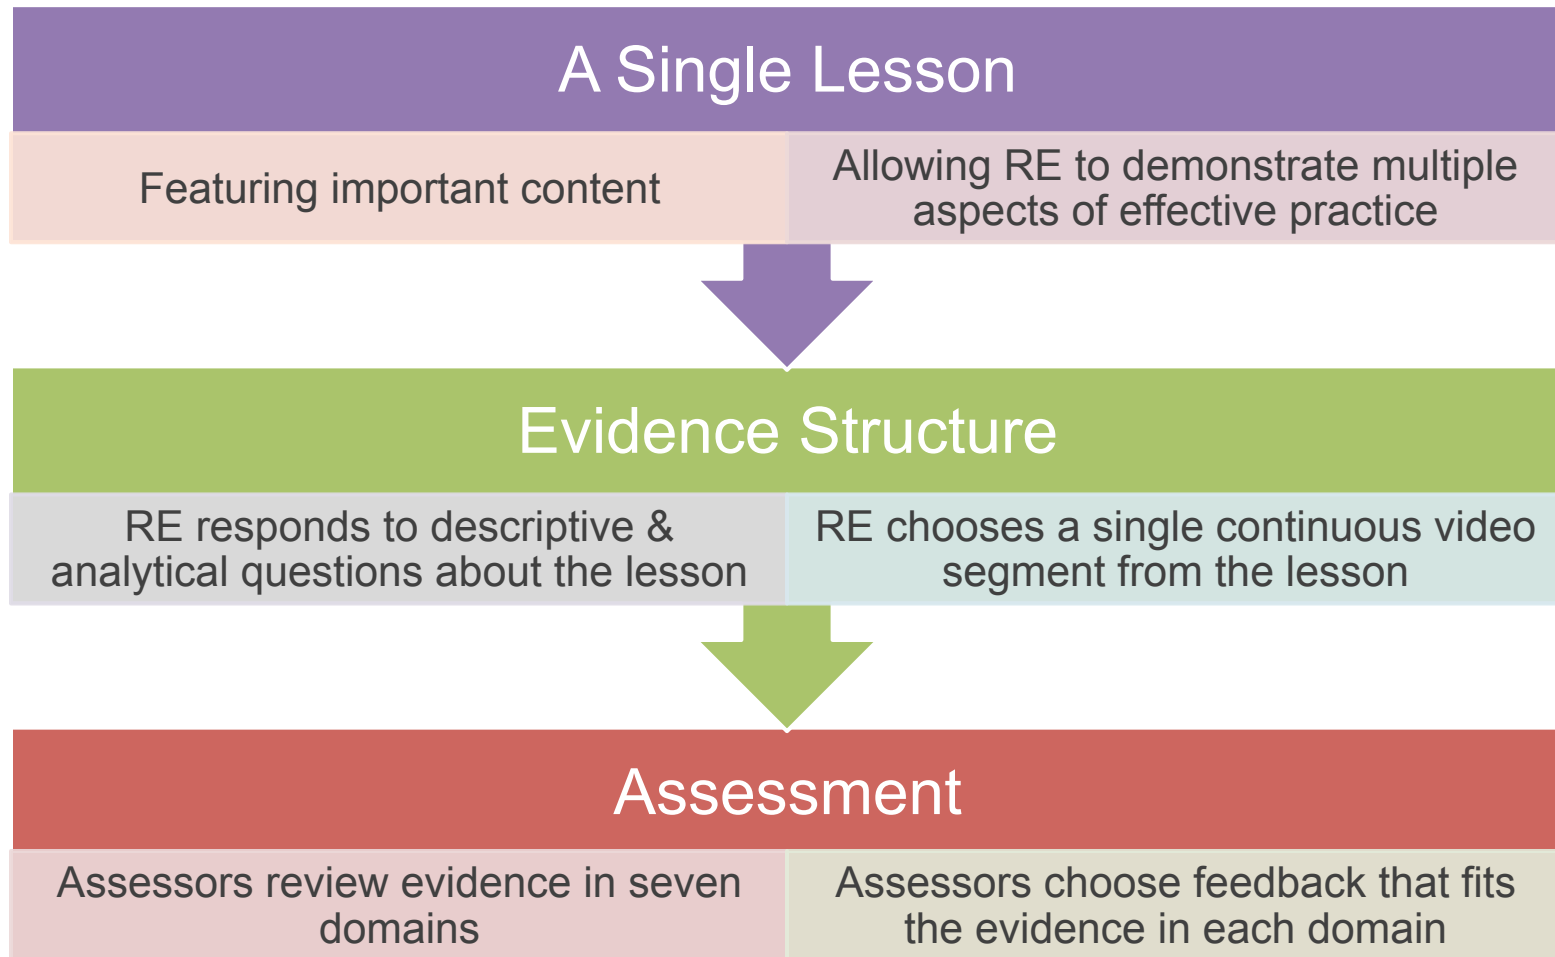 A Single Lesson
Featuring important content
Allowing RE to demonstrate multiple
aspects of effective practice
Evidence Structure
RE responds to descriptive &
analytical questions about the lesson
RE chooses a single continuous video
segment from the lesson
Assessment
Assessors review evidence in seven
domains
Assessors choose feedback that fits
the evidence in each domain